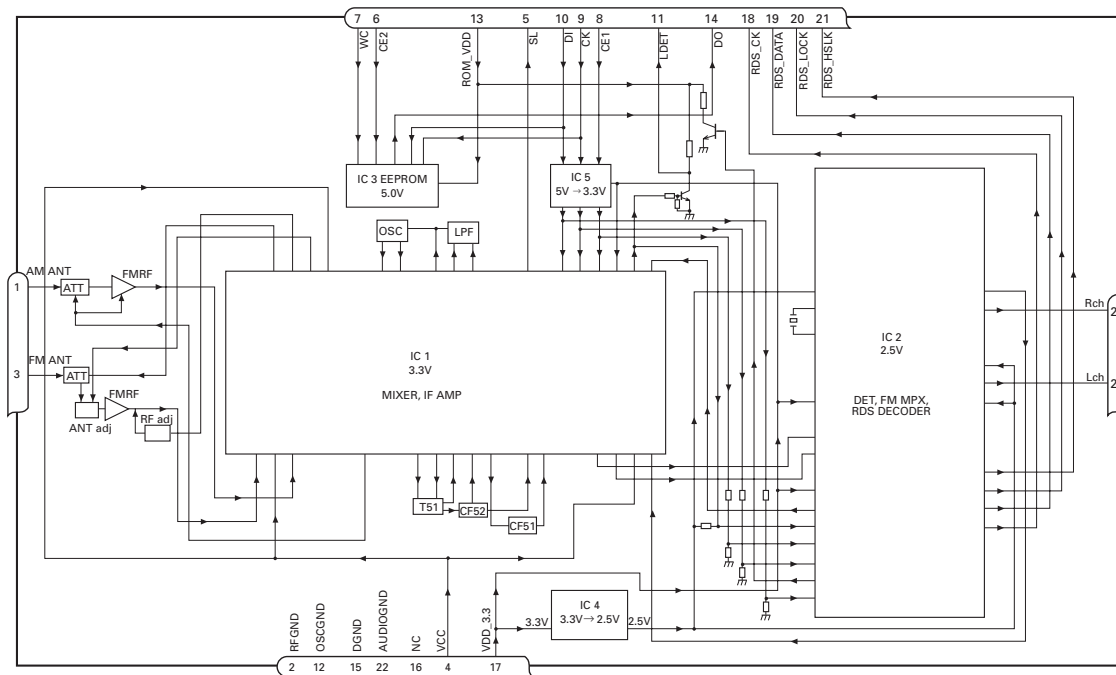 7 6 13 5 10 9 8 11 14 18 19 20 21
WC
CE2
ROM_VDD
SL
DI
CK
CE1
LDET
DO
RDS_CK
RDS_DATA
RDS_LOCK
RDS_HSLK
IC 3 EEPROM
5.0V
IC 5
5V → 3.3V
OSC
LPF
AM ANT
1
ATT
FMRF
FM ANT
3
ATT
FMRF
ANT adj
RF adj
IC 1
3.3V
MIXER, IF AMP
IC 2
2.5V
DET, FM MPX,
RDS DECODER
Rch
2
Lch
2
T51
CF52
CF51
IC 4
3.3V→ 2.5V
3.3V
2.5V
RFGND
OSCGND
DGND
AUDIOGND
NC
VCC
VDD_3.3
2 12 15 22 16 4 17